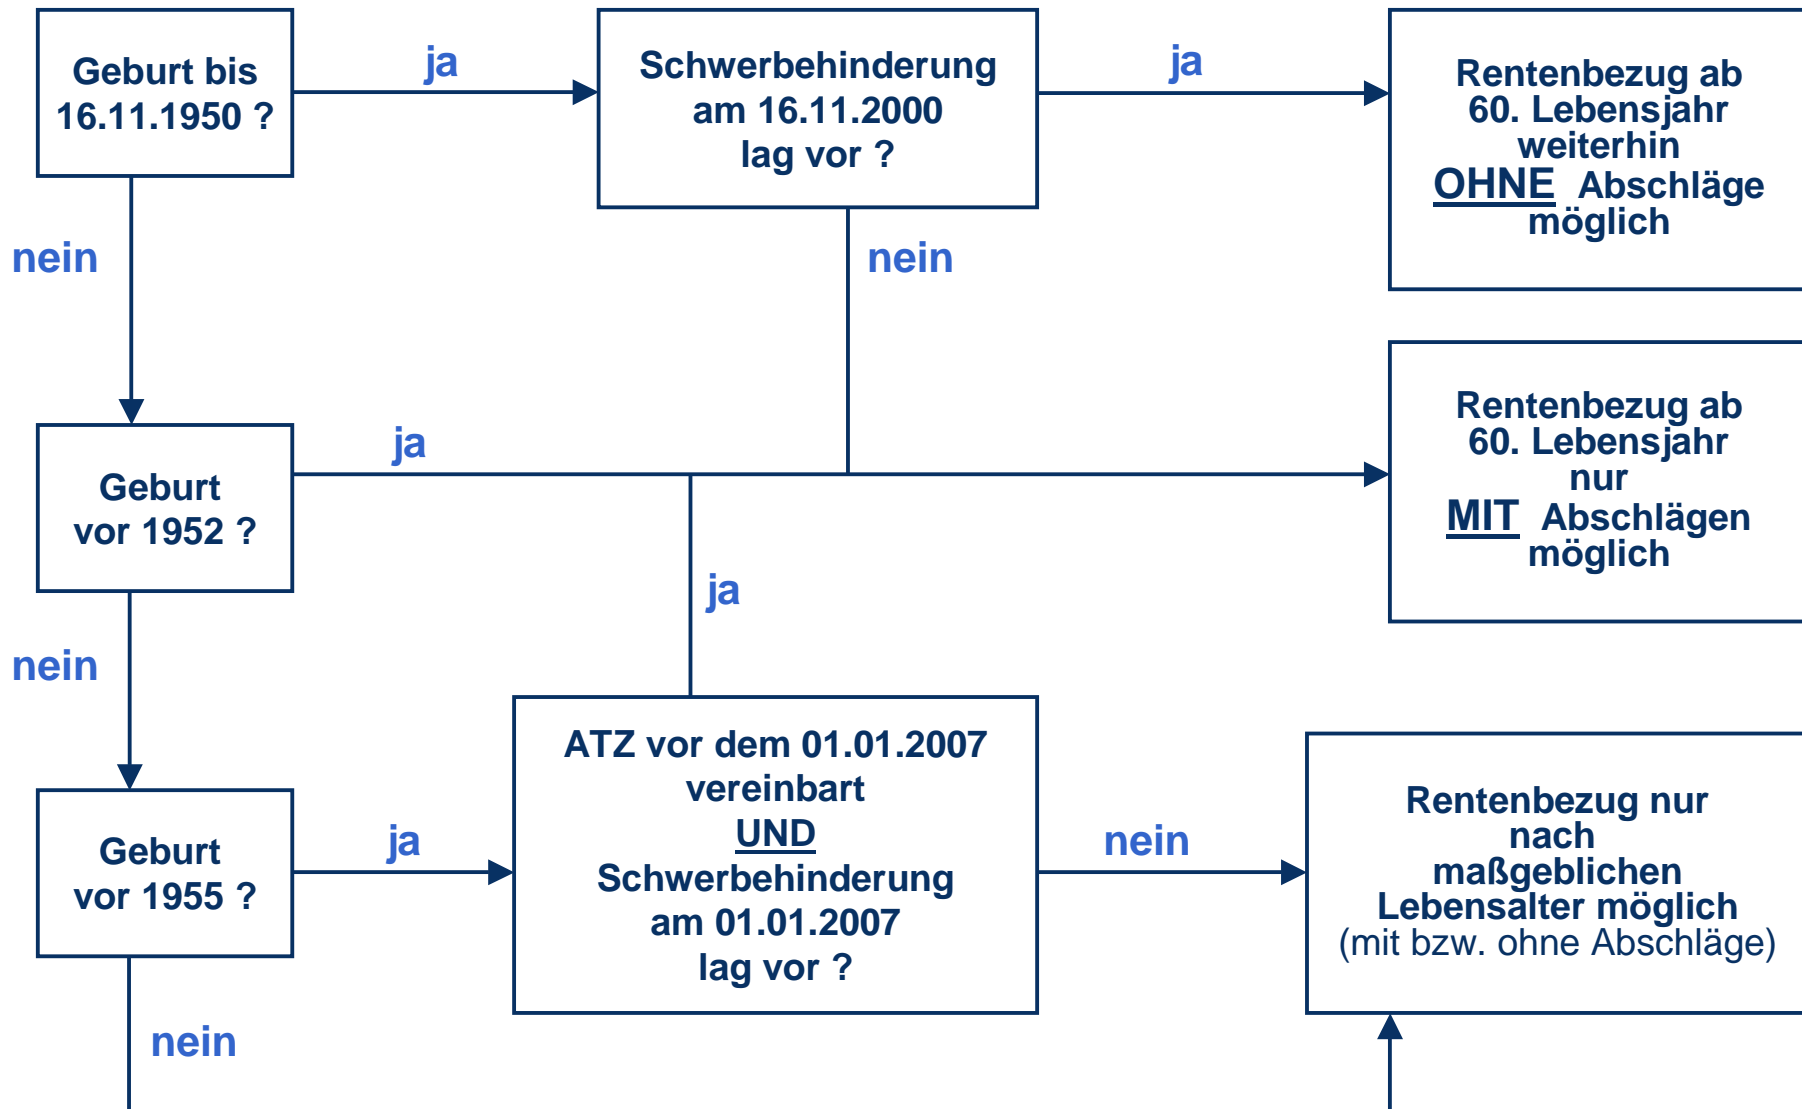 Geburt bis
16.11.1950 ?
ja
Schwerbehinderung
am 16.11.2000
lag vor ?
ja
Rentenbezug ab
60. Lebensjahr
weiterhin
OHNE Abschläge
möglich
nein
nein
Geburt
vor 1952 ?
ja
Rentenbezug ab
60. Lebensjahr
nur
MIT Abschlägen
möglich
ja
nein
Geburt
vor 1955 ?
ja
ATZ vor dem 01.01.2007
vereinbart
UND
Schwerbehinderung
am 01.01.2007
lag vor ?
nein
Rentenbezug nur
nach
maßgeblichen
Lebensalter möglich
(mit bzw. ohne Abschläge)
nein